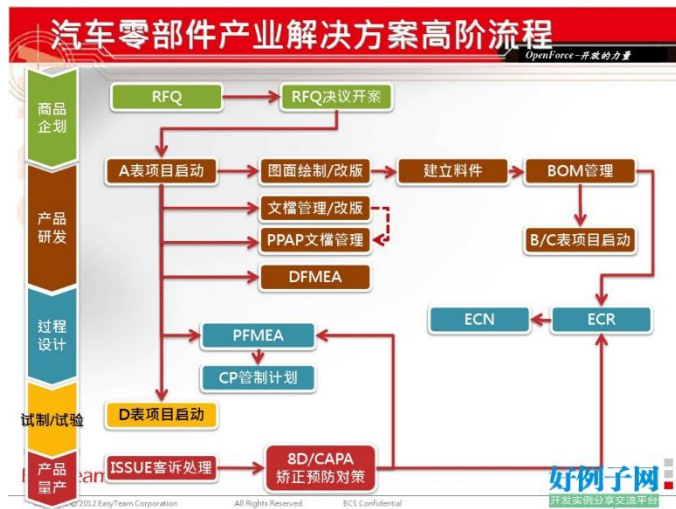 汽车零部件产业解决方案高阶流程
OpenForce-开放的力量
商品
企划
RFQ
RFQ决议开案
产品
研发
A表项目启动
图面绘制/改版
建立料件
BOM管理
文檔管理/改版
PPAP文檔管理
B/C表项目启动
DFMEA
过程
设计
ECN
ECR
PFMEA
CP管制计划
试制/试验
D表项目启动
产品
量产
ISSUE客诉处理
8D/CAPA
矫正预防对策
2012 EasyTeam Corporation
All Rights Reserved
BCS Confidential
好例子网
开发实例分享交流平台